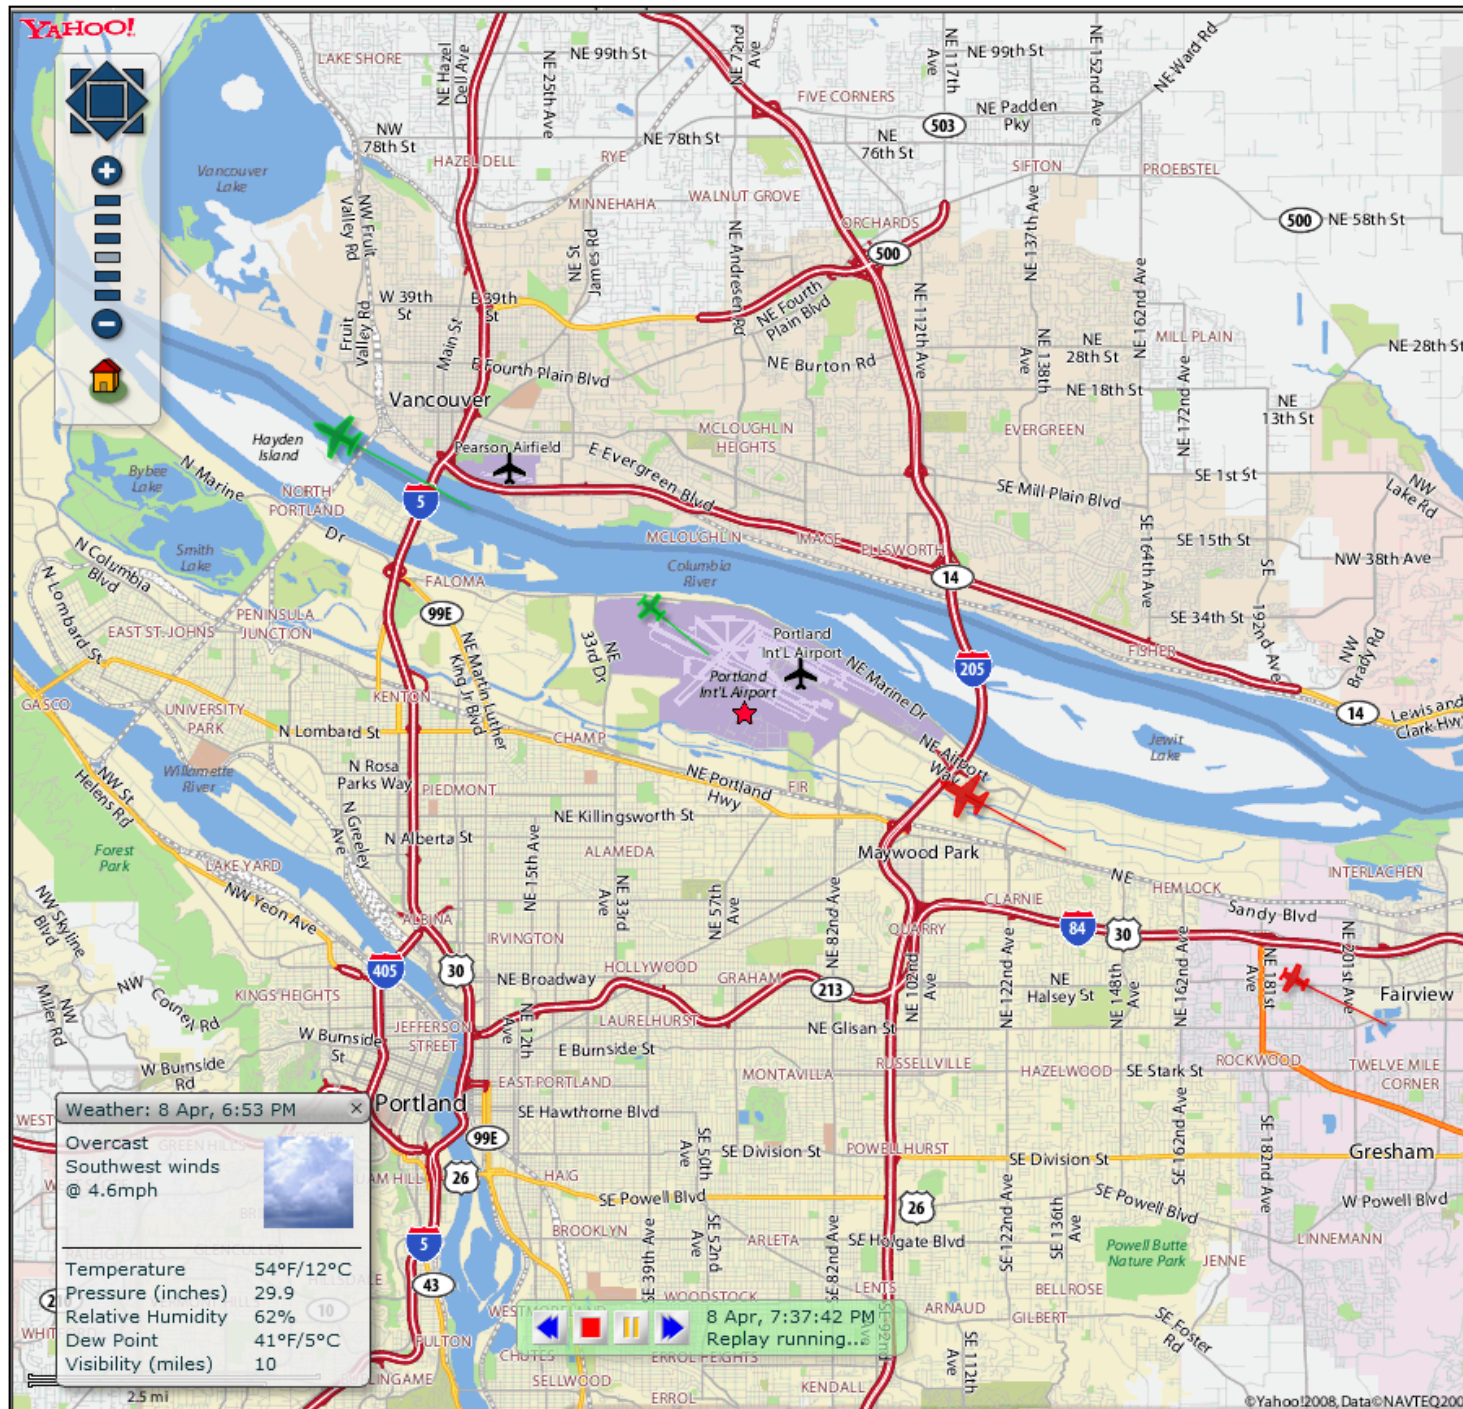 YAHOO!
LAKE SHORE
NE Hazel
Dell Ave
NE 25th Ave
NE 99th St
NE 72nd
Ave
NE 117th
Ave
NE 99th St
NE 152nd Ave
NE Ward Rd
FIVE CORNERS
NE Padden
Pky
503
NW
78th St
NE 78th St
NE
76th St
HAZEL DELL
RYE
SIFTON
PROEBSTEL
Vancouver
Lake
MINNEHAHA
WALNUT GROVE
ORCHARDS
NW Fruit
Valley Rd
NE St
James Rd
NE Andresen Rd
NE 137th Ave
500
500
NE 58th St
W 39th
St
E 39th
St
NE Fourth
Plain Blvd
NE 112th Ave
NE 162nd Ave
Fruit
Valley Rd
Main St
NE 138th
Ave
NE
28th St
MILL PLAIN
NE 28th St
E Fourth Plain Blvd
NE Burton Rd
NE 18th St
NE 172nd Ave
NE
13th St
Vancouver
MCLOUGHLIN
HEIGHTS
EVERGREEN
Hayden
Island
Pearson Airfield
E Evergreen Blvd
Bybee
Lake
N Marine
Dr
NORTH
PORTLAND
SE Mill Plain Blvd
SE 1st St
NW
Lake Rd
5
MCLOUGHLIN
IMAGE
ELLSWORTH
SE 164th Ave
SE 15th St
NW 38th Ave
Smith
Lake
N Columbia
Blvd
N Lombard St
FALOMA
Columbia
River
14
SE
192nd Ave
PENINSULA
JUNCTION
99E
EAST ST. JOHNS
SE 34th St
NE
33rd Dr
Portland
Int'L Airport
NE Martin Luther
King Jr Blvd
FISHER
NW
Brady Rd
Portland
Int'L Airport
205
NE Marine Dr
GASCO
KENTON
UNIVERSITY
PARK
14
Lewis and
Clark Hwy
N Lombard St
CHAMP
NE Airport
Way
Jewit
Lake
Willamette
River
N Rosa
Parks Way
PIEDMONT
NE Portland
Hwy
FIR
NW St
Helens Rd
NE Killingsworth St
N Greeley
Ave
N Alberta St
Forest
Park
LAKE YARD
NE 15th Ave
ALAMEDA
Maywood Park
NE
Sandy Blvd
INTERLACHEN
NE 33rd
Ave
NE 57th
Ave
NE 82nd Ave
CLARNIE
HEMLOCK
NW Skyline
Blvd
NW Yeon Ave
ALBINA
QUARRY
84
30
IRVINGTON
405
30
NE Broadway
HOLLYWOOD
GRAHAM
213
NE 102nd
Ave
NE 122nd Ave
NE
Halsey St
NE 148th
Ave
NE 162nd Ave
NE 181st
Ave
NE 201st Ave
Fairview
NW
Cornell Rd
NW
Miller Rd
KINGS HEIGHTS
JEFFERSON
STREET
NE 12th
Ave
LAURELHURST
NE Glisan St
W Burnside
St
E Burnside St
RUSSELLVILLE
ROCKWOOD
W Burnside
Rd
EAST PORTLAND
MONTAVILLA
HAZELWOOD
SE Stark St
TWELVE MILE
CORNER
Portland
SE Hawthorne Blvd
99E
SE 50th
Ave
SE Division St
POWELLHURST
SE Division St
SE 162nd Ave
SE 182nd Ave
Gresham
26
HAIG
SE Powell Blvd
26
SE 122nd Ave
SE 136th
Ave
SE Powell Blvd
W Powell Blvd
BROOKLYN
SE 39th Ave
SE 52nd
Ave
ARLETA
SE 82nd Ave
SE Holgate Blvd
Powell Butte
Nature Park
JENNE
LINNEMANN
5
43
LENTS
BELLROSE
WESTMORELAND
WOODSTOCK
ARNAUD
GILBERT
SE Foster
Rd
FULTON
CHUTES
ERROL HEIGHTS
SE 92nd
Ave
SE 112th
Ave
SELLWOOD
ERROL
KENDALL
Weather: 8 Apr, 6:53 PM
Overcast
Southwest winds
@ 4.6mph
Temperature 54°F/12°C
Pressure (inches) 29.9
Relative Humidity 62%
Dew Point 41°F/5°C
Visibility (miles) 10
8 Apr, 7:37:42 PM
Replay running...
2.5 mi
©Yahoo!2008, Data©NAVTEQ200